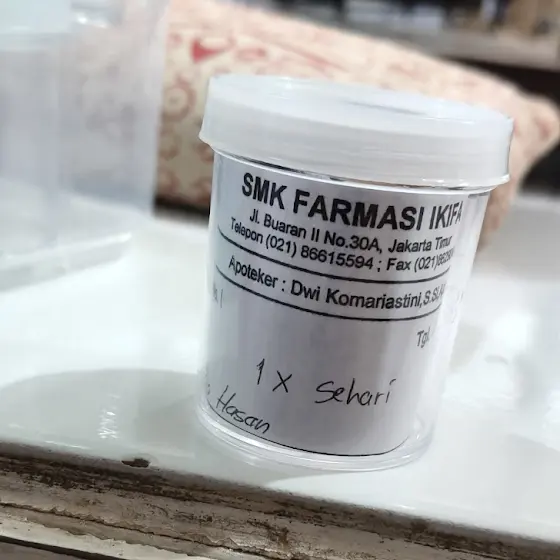 SMK FARMASI IKIFA
Jl. Buaran II No.30A, Jakarta Timur
Telepon (021) 86615594 ; Fax (021)
Apoteker : Dwi Komariastini,
Tgl
1 X Sehari
Hasan